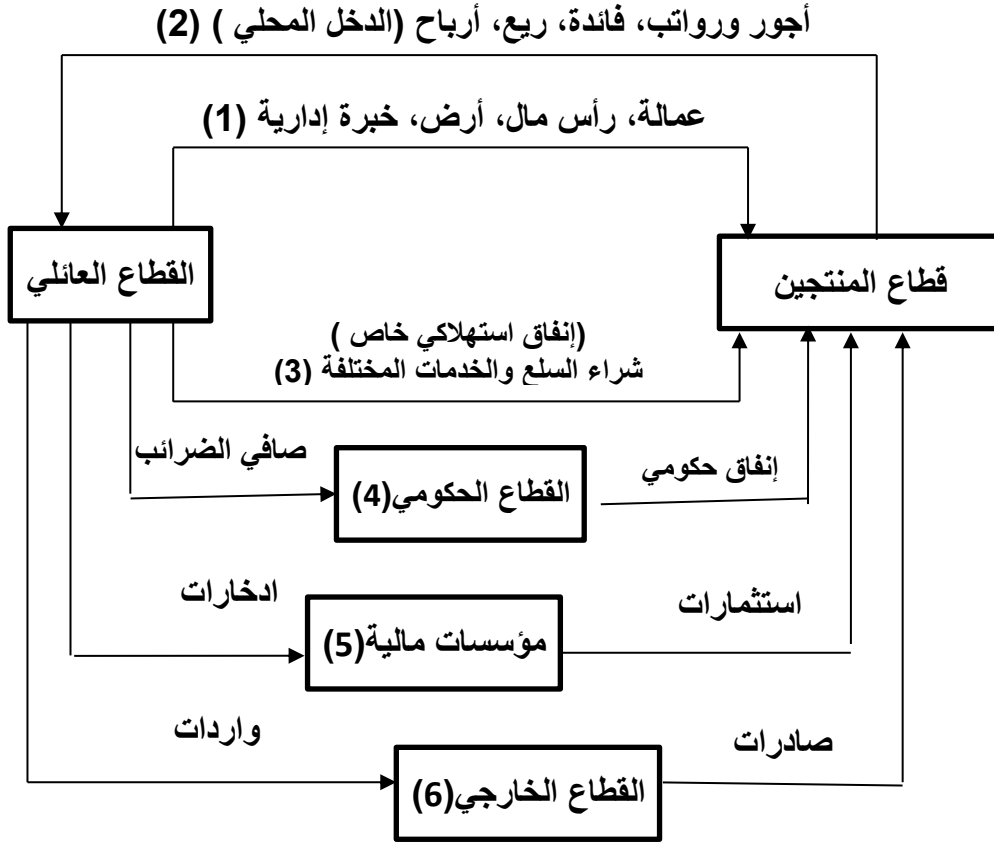 أجور ورواتب، فائدة، ريع، أرباح (الدخل المحلي ) (2)
عمالة، رأس مال، أرض، خبرة إدارية (1)
القطاع العائلي
قطاع المنتجين
(إنفاق استهلاكي خاص )
شراء السلع والخدمات المختلفة (3)
صافي الضرائب
القطاع الحكومي(4)
إنفاق حكومي
ادخارات
مؤسسات مالية(5)
استثمارات
واردات
القطاع الخارجي(6)
صادرات